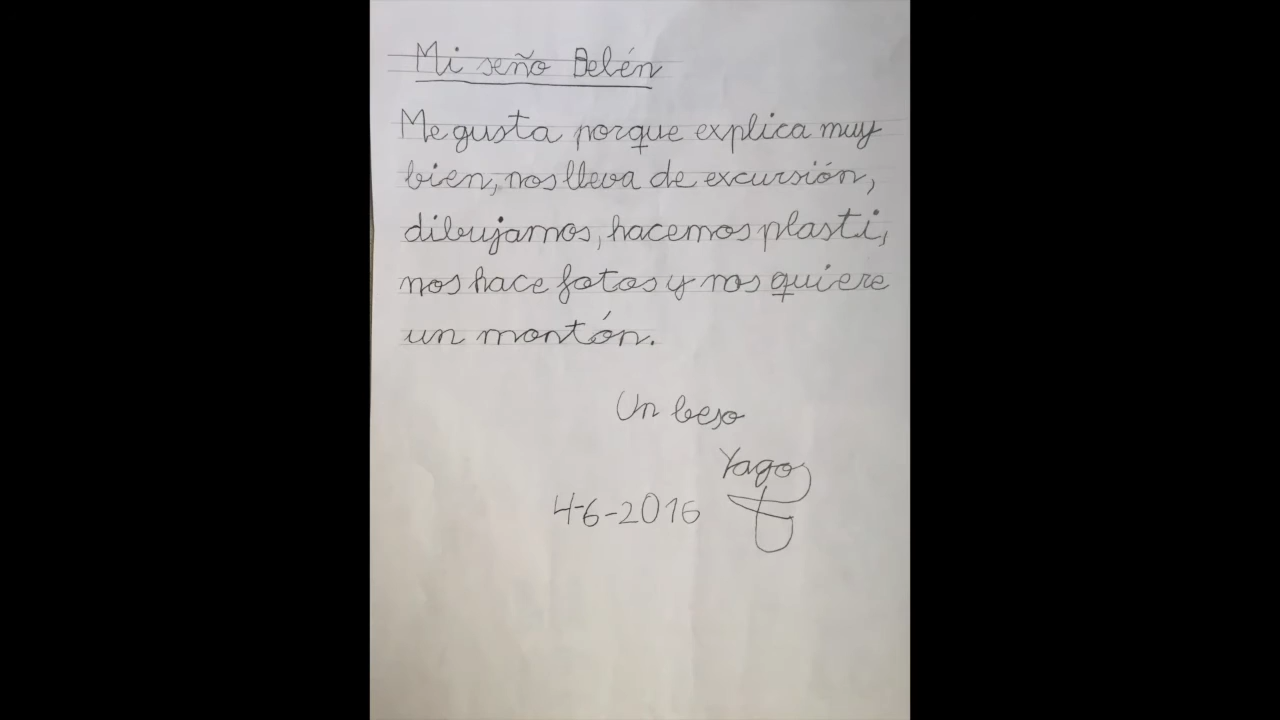 Mi seño Belén
Me gusta porque explica muy
bien, nos lleva de excursión,
dibujamos, hacemos plasti,
nos hace fotos y nos quiere
un montón.
Un beso
Yago
4-6-2016